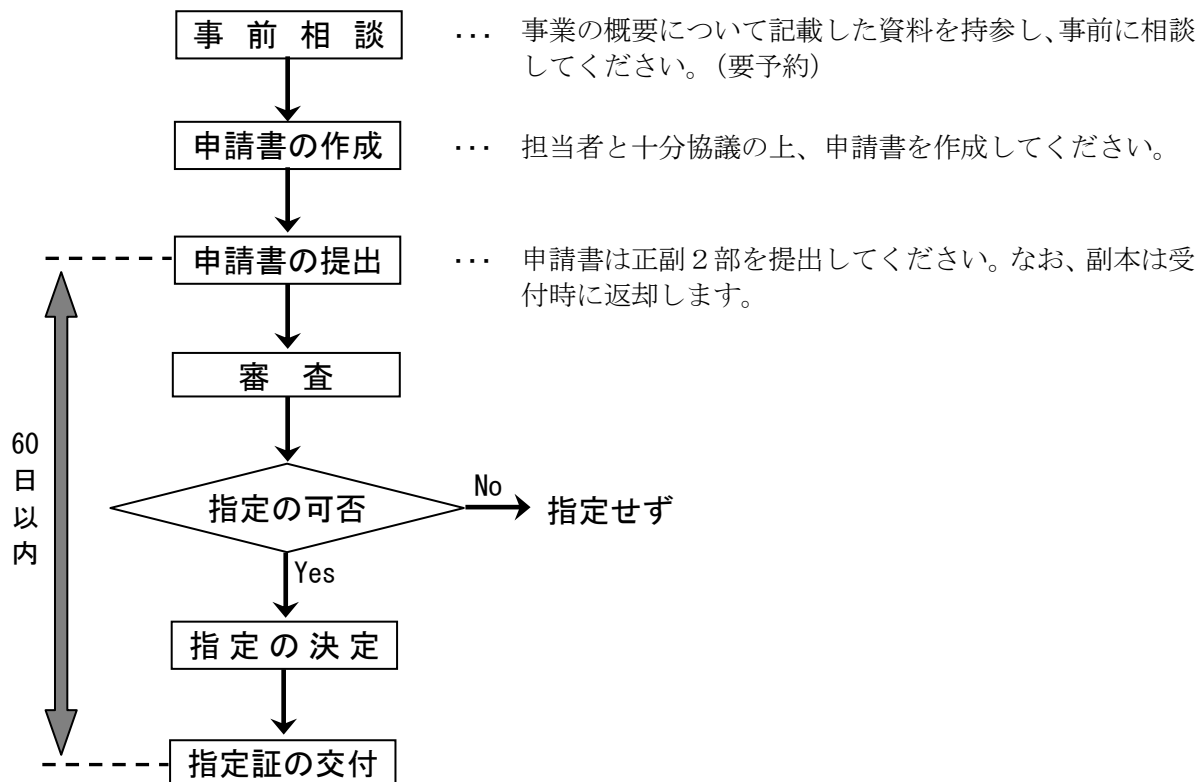 事前相談
··· 事業の概要について記載した資料を持参し、事前に相談
してください。（要予約）
申請書の作成
··· 担当者と十分協議の上、申請書を作成してください。
申請書の提出
··· 申請書は正副２部を提出してください。なお、副本は受
付時に返却します。
審査
60日以内
指定の可否
No
指定せず
Yes
指定の決定
指定証の交付